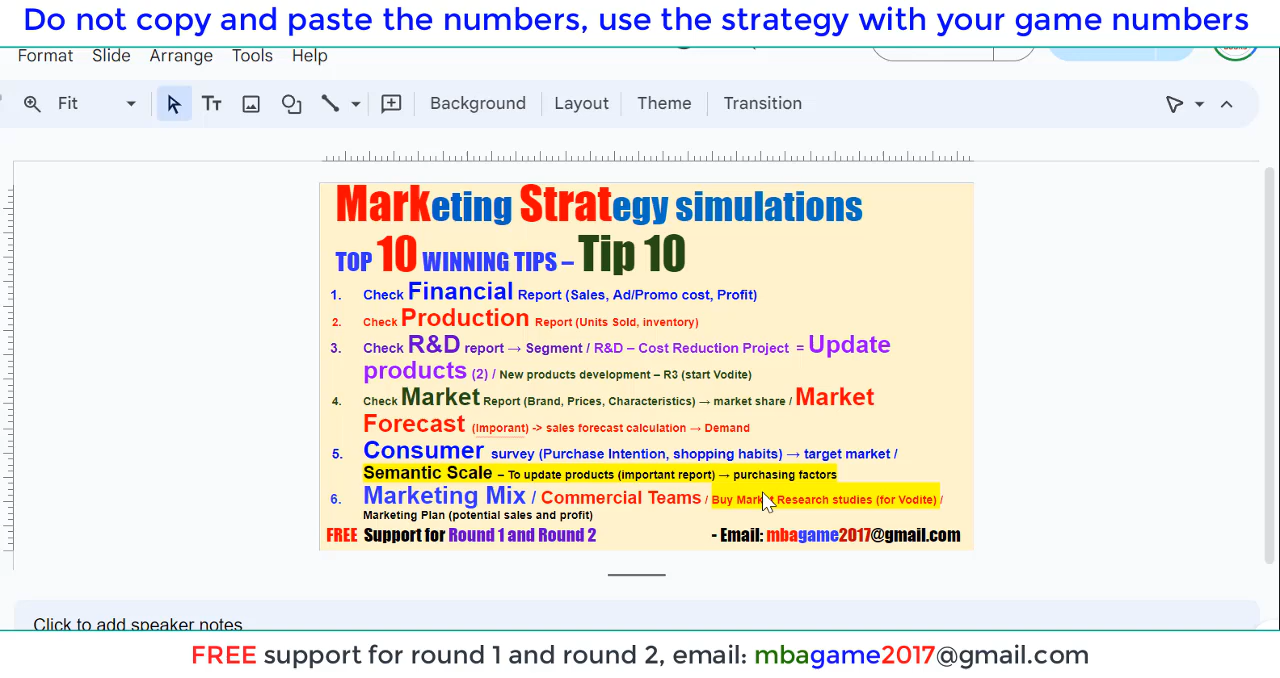 Do not copy and paste the numbers, use the strategy with your game numbers
Format Slide Arrange Tools Help
Fit Background Layout Theme Transition
Marketing Strategy simulations
TOP 10 WINNING TIPS – Tip 10
1. Check Financial Report (Sales, Ad/Promo cost, Profit)
2. Check Production Report (Units Sold, inventory)
3. Check R&D report → Segment / R&D – Cost Reduction Project = Update
products (2) / New products development – R3 (start Vodite)
4. Check Market Report (Brand, Prices, Characteristics) → market share / Market
Forecast (Imporant) -> sales forecast calculation → Demand
5. Consumer survey (Purchase Intention, shopping habits) → target market /
Semantic Scale – To update products (important report) → purchasing factors
6. Marketing Mix / Commercial Teams / Buy Market Research studies (for Vodite) /
Marketing Plan (potential sales and profit)
FREE Support for Round 1 and Round 2 - Email: mbagame2017@gmail.com
Click to add speaker notes
FREE support for round 1 and round 2, email: mbagame2017@gmail.com